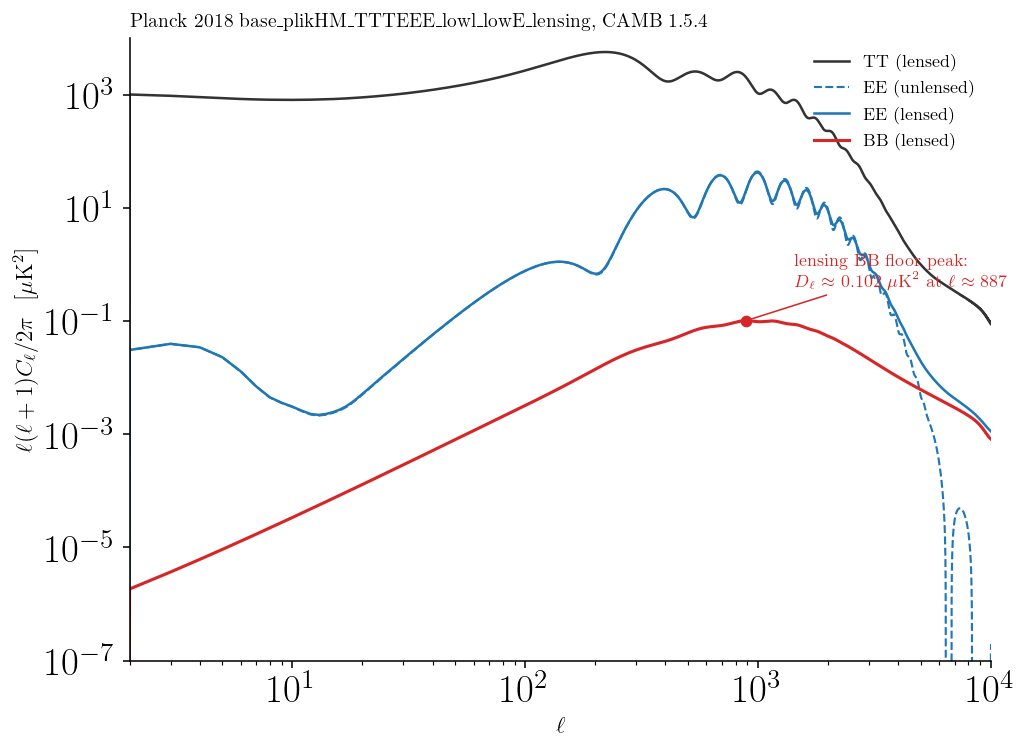 Planck 2018 base_plikHM_TTTEEE_lowl_lowE_lensing, CAMB 1.5.4
TT (lensed)
EE (unlensed)
EE (lensed)
BB (lensed)
lensing BB floor peak:
Dℓ ≈ 0.102 μK² at ℓ ≈ 887
ℓ(ℓ + 1)Cℓ/2π [μK²]
10³
10¹
10⁻¹
10⁻³
10⁻⁵
10⁻⁷
10¹ 10² 10³ 10⁴
ℓ